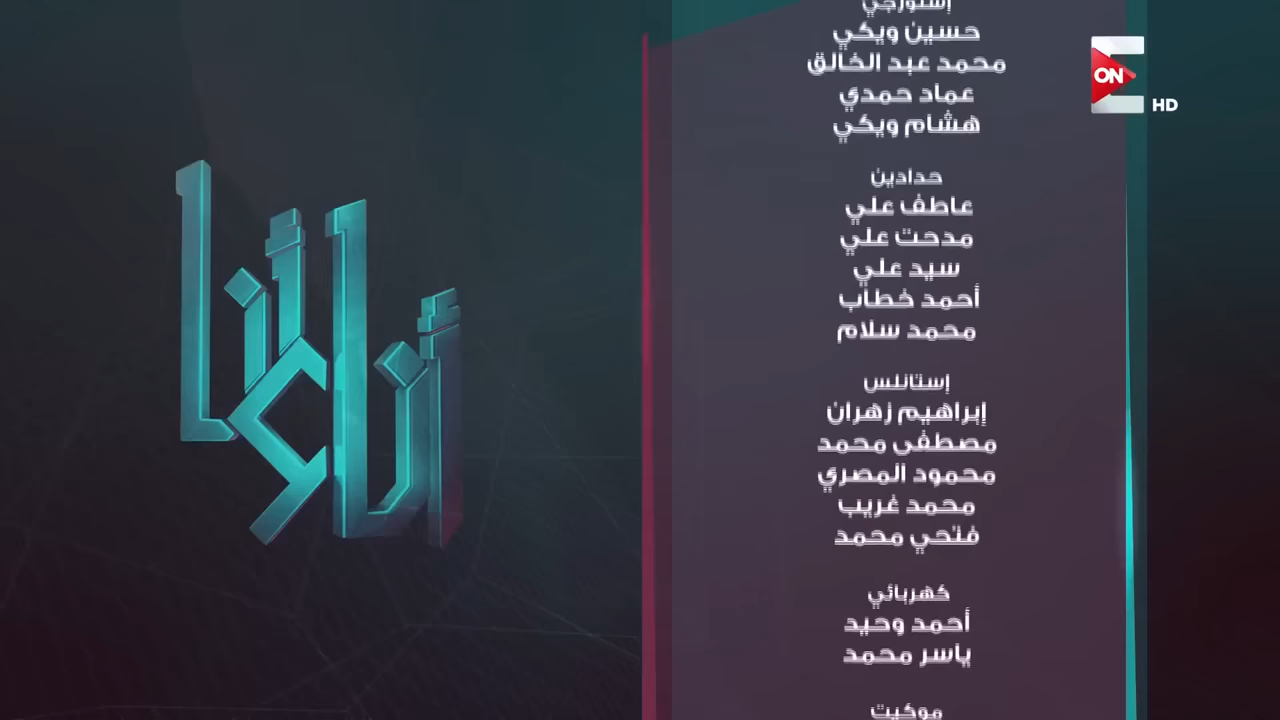 أنا وأنا
إستورجي
حسين ويكي
محمد عبد الخالق
عماد حمدي
هشام ويكي
حدادين
عاطف علي
مدحت علي
سيد علي
أحمد خطاب
محمد سلام
إستانلس
إبراهيم زهران
مصطفى محمد
محمود المصري
محمد غريب
فتحي محمد
كهربائي
أحمد وحيد
ياسر محمد
موكيت
ON
E
HD